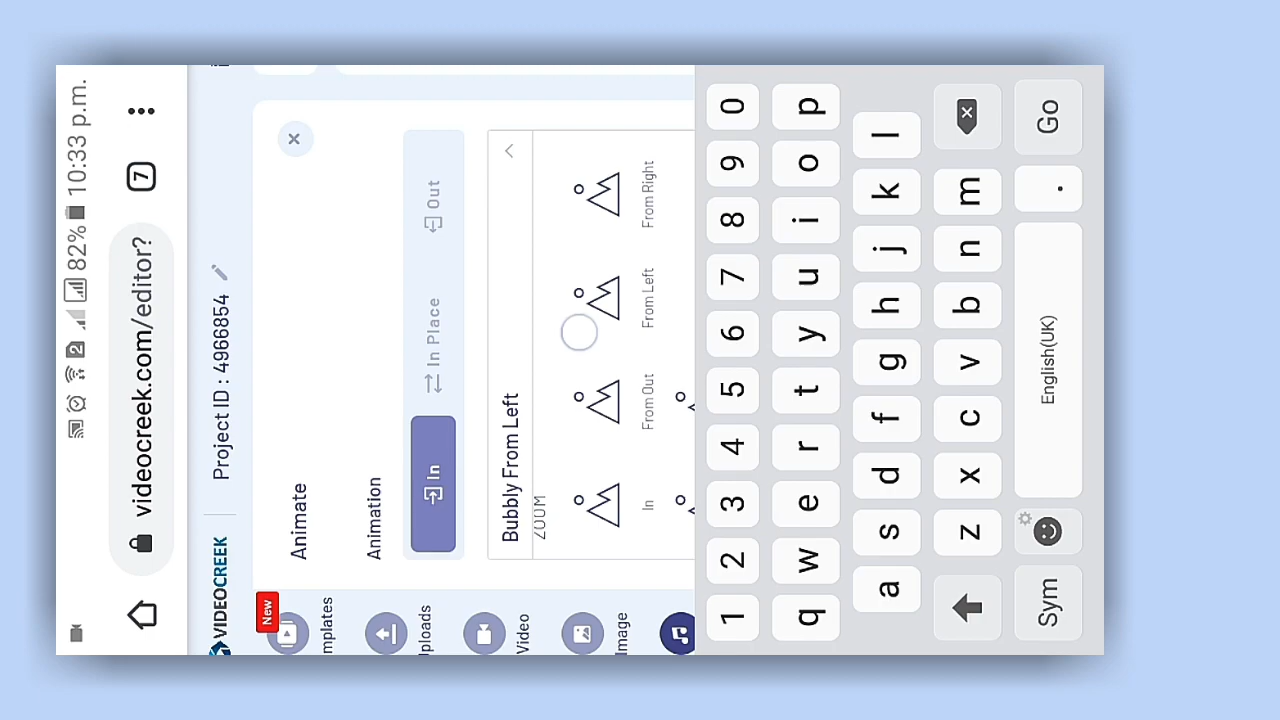 82% 10:33 p.m.
2
videocreek.com/editor?
7
VIDEOCREEK
Project ID : 4966854
New
mplates
Uploads
Video
Image
Animate
Animation
In
In Place
Out
Bubbly From Left
ZOOM
In
From Out
From Left
From Right
1 2 3 4 5 6 7 8 9 0
q w e r t y u i o p
a s d f g h j k l
z x c v b n m
Sym
English(UK)
.
Go